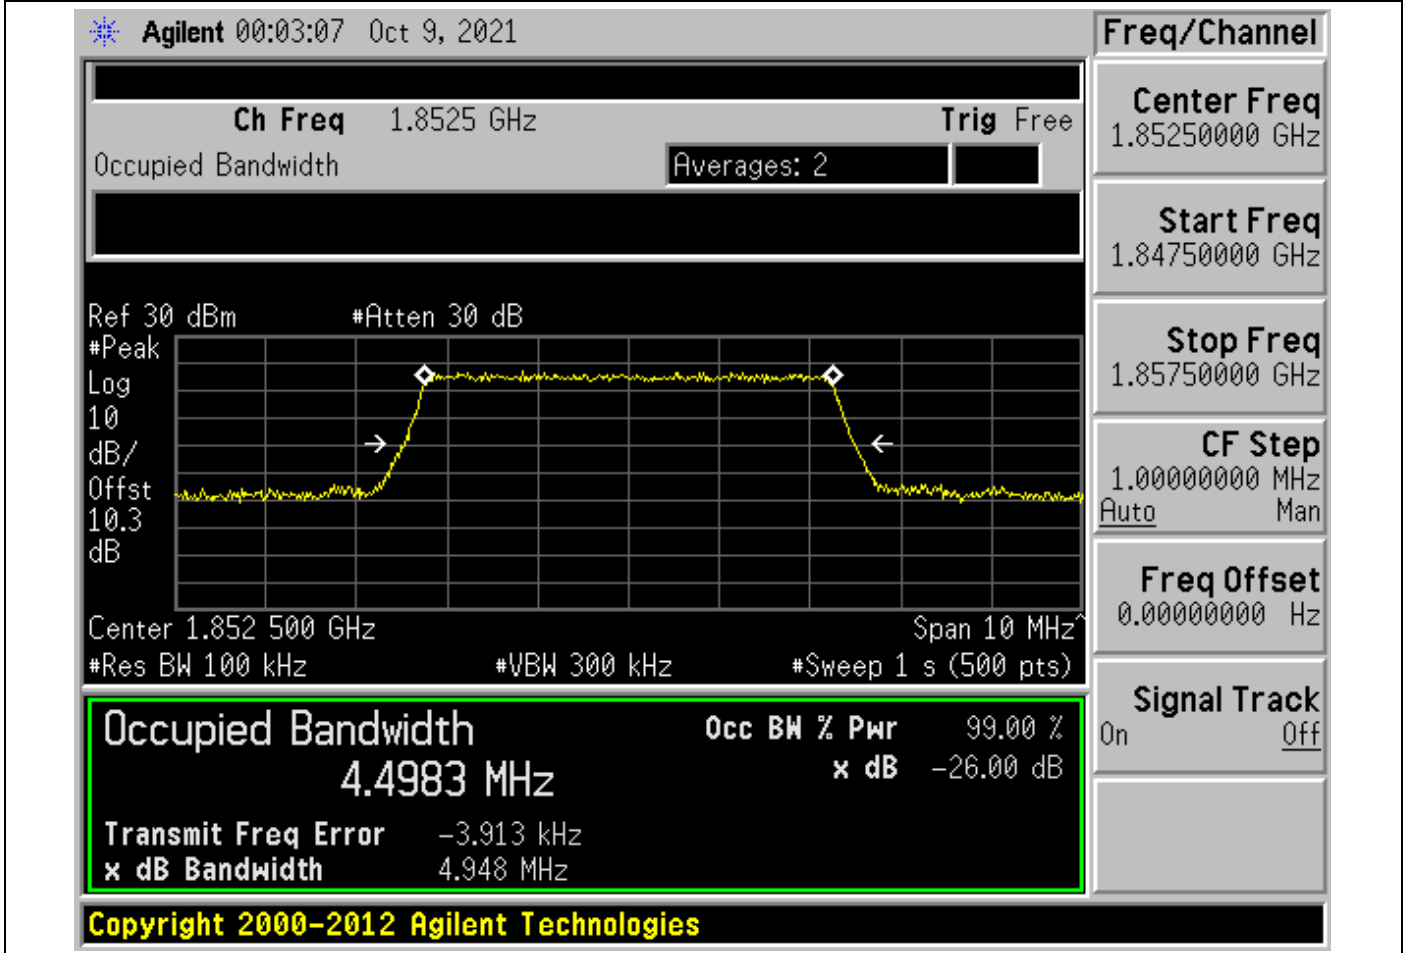 Agilent 00:03:07 Oct 9, 2021
Freq/Channel
Ch Freq 1.8525 GHz Trig Free
Occupied Bandwidth Averages: 2
Center Freq
1.85250000 GHz
Start Freq
1.84750000 GHz
Stop Freq
1.85750000 GHz
CF Step
1.00000000 MHz
Auto Man
Freq Offset
0.00000000 Hz
Signal Track
On Off
Ref 30 dBm #Atten 30 dB
#Peak
Log
10
dB/
Offst
10.3
dB
Center 1.852 500 GHz Span 10 MHz^
#Res BW 100 kHz #VBW 300 kHz #Sweep 1 s (500 pts)
Occupied Bandwidth Occ BW % Pwr 99.00 %
4.4983 MHz x dB -26.00 dB
Transmit Freq Error -3.913 kHz
x dB Bandwidth 4.948 MHz
Copyright 2000-2012 Agilent Technologies